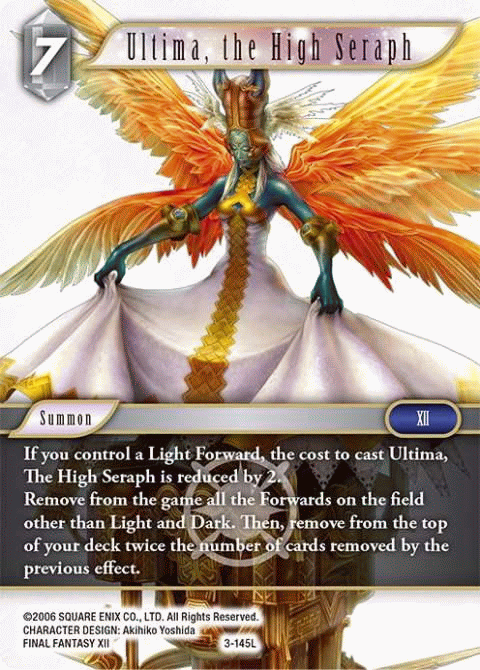 7
Ultima, the High Seraph
Summon
XII
If you control a Light Forward, the cost to cast Ultima,
The High Seraph is reduced by 2.
Remove from the game all the Forwards on the field
other than Light and Dark. Then, remove from the top
of your deck twice the number of cards removed by the
previous effect.
©2006 SQUARE ENIX CO., LTD. All Rights Reserved.
CHARACTER DESIGN: Akihiko Yoshida
FINAL FANTASY XII
3-145L